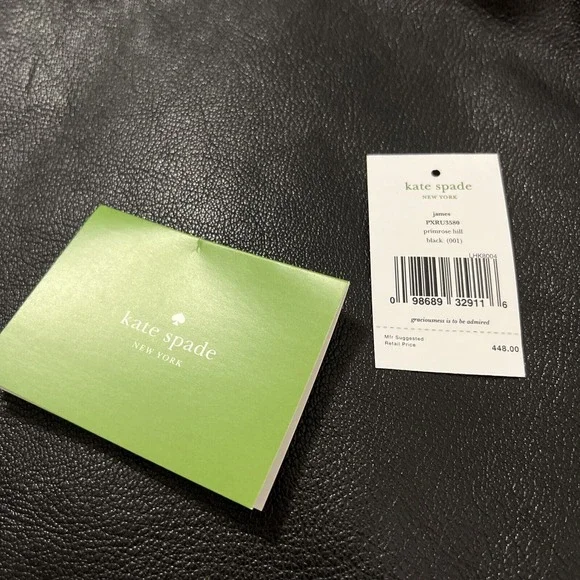 kate spade
NEW YORK
kate spade
NEW YORK
james
PXRU3580
primrose hill
black (001)
LHK8004
0 98689 32911 6
graciousness is to be admired
Mfr Suggested
Retail Price
448.00